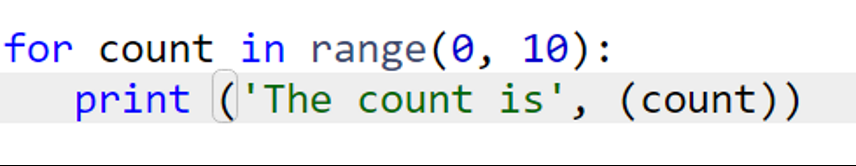 for count in range(0, 10):
print ('The count is', (count))